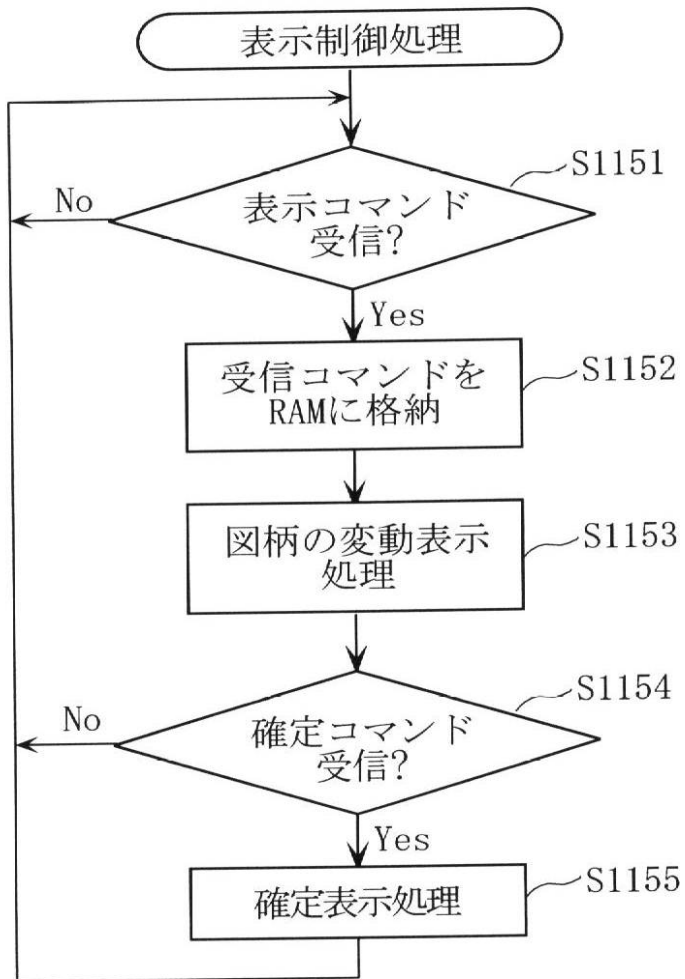 表示制御処理
S1151
No
表示コマンド
受信?
Yes
受信コマンドを
RAMに格納
S1152
図柄の変動表示
処理
S1153
S1154
No
確定コマンド
受信?
Yes
確定表示処理
S1155